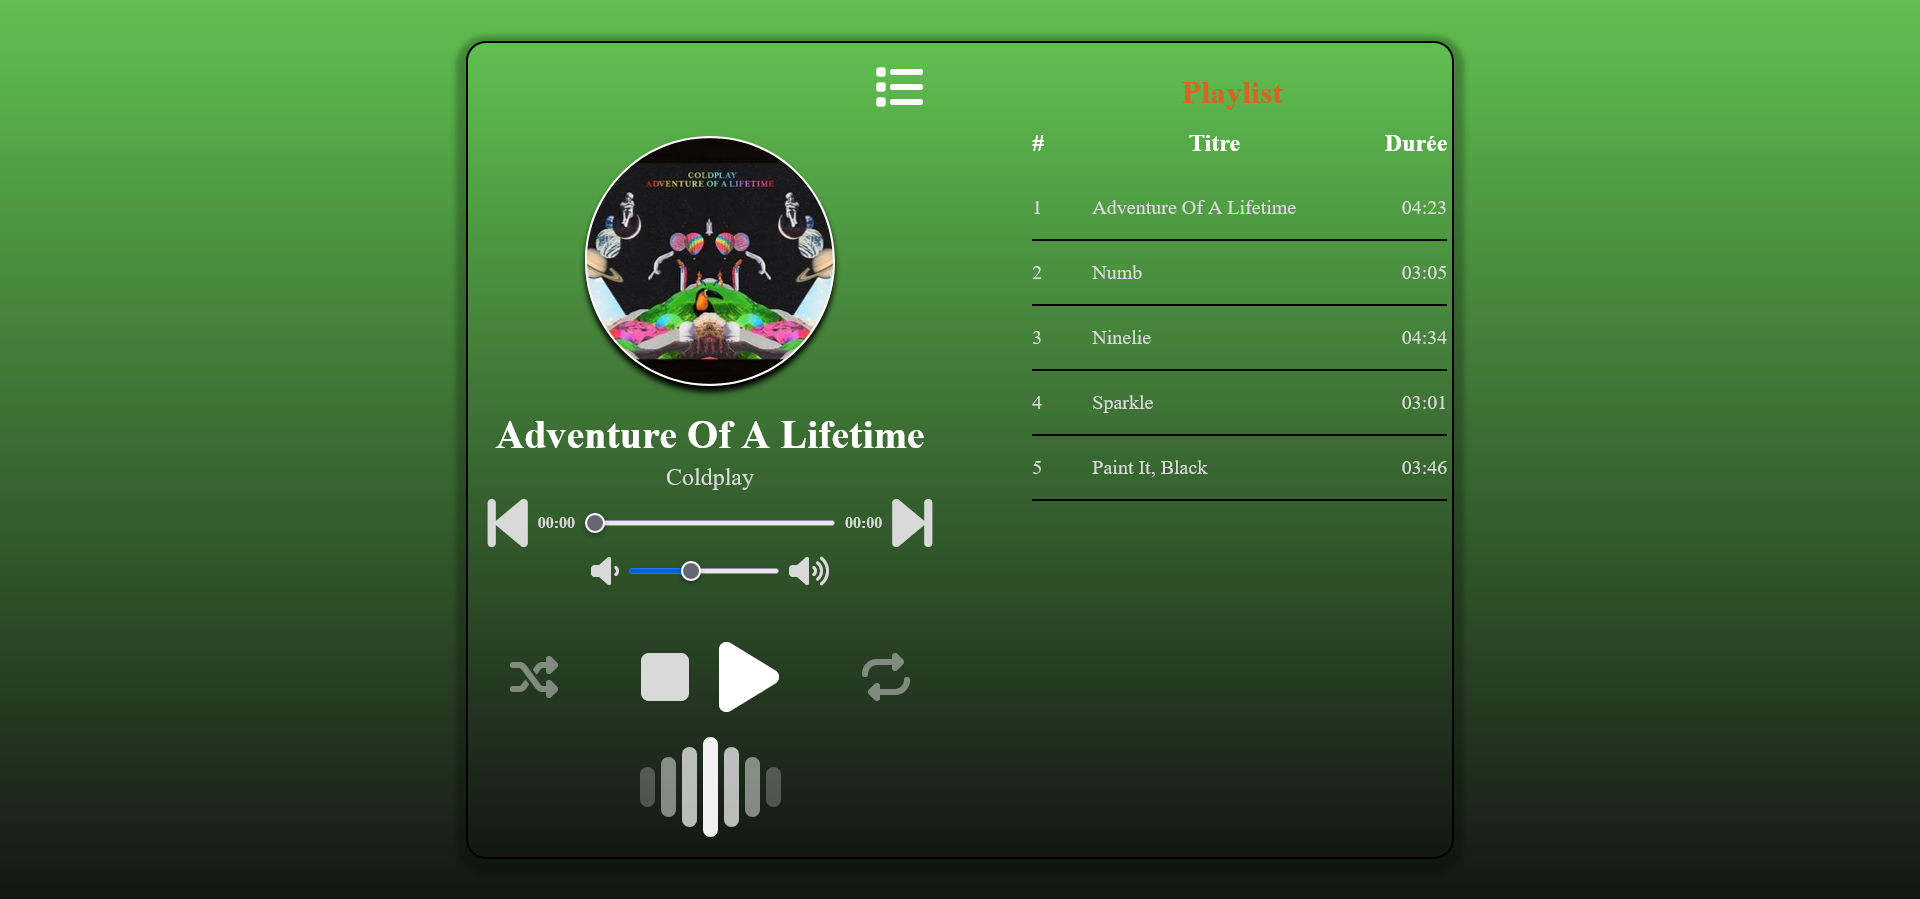 COLDPLAY
ADVENTURE OF A LIFETIME
Adventure Of A Lifetime
Coldplay
00:00 00:00
Playlist
# Titre Durée
1 Adventure Of A Lifetime 04:23
2 Numb 03:05
3 Ninelie 04:34
4 Sparkle 03:01
5 Paint It, Black 03:46